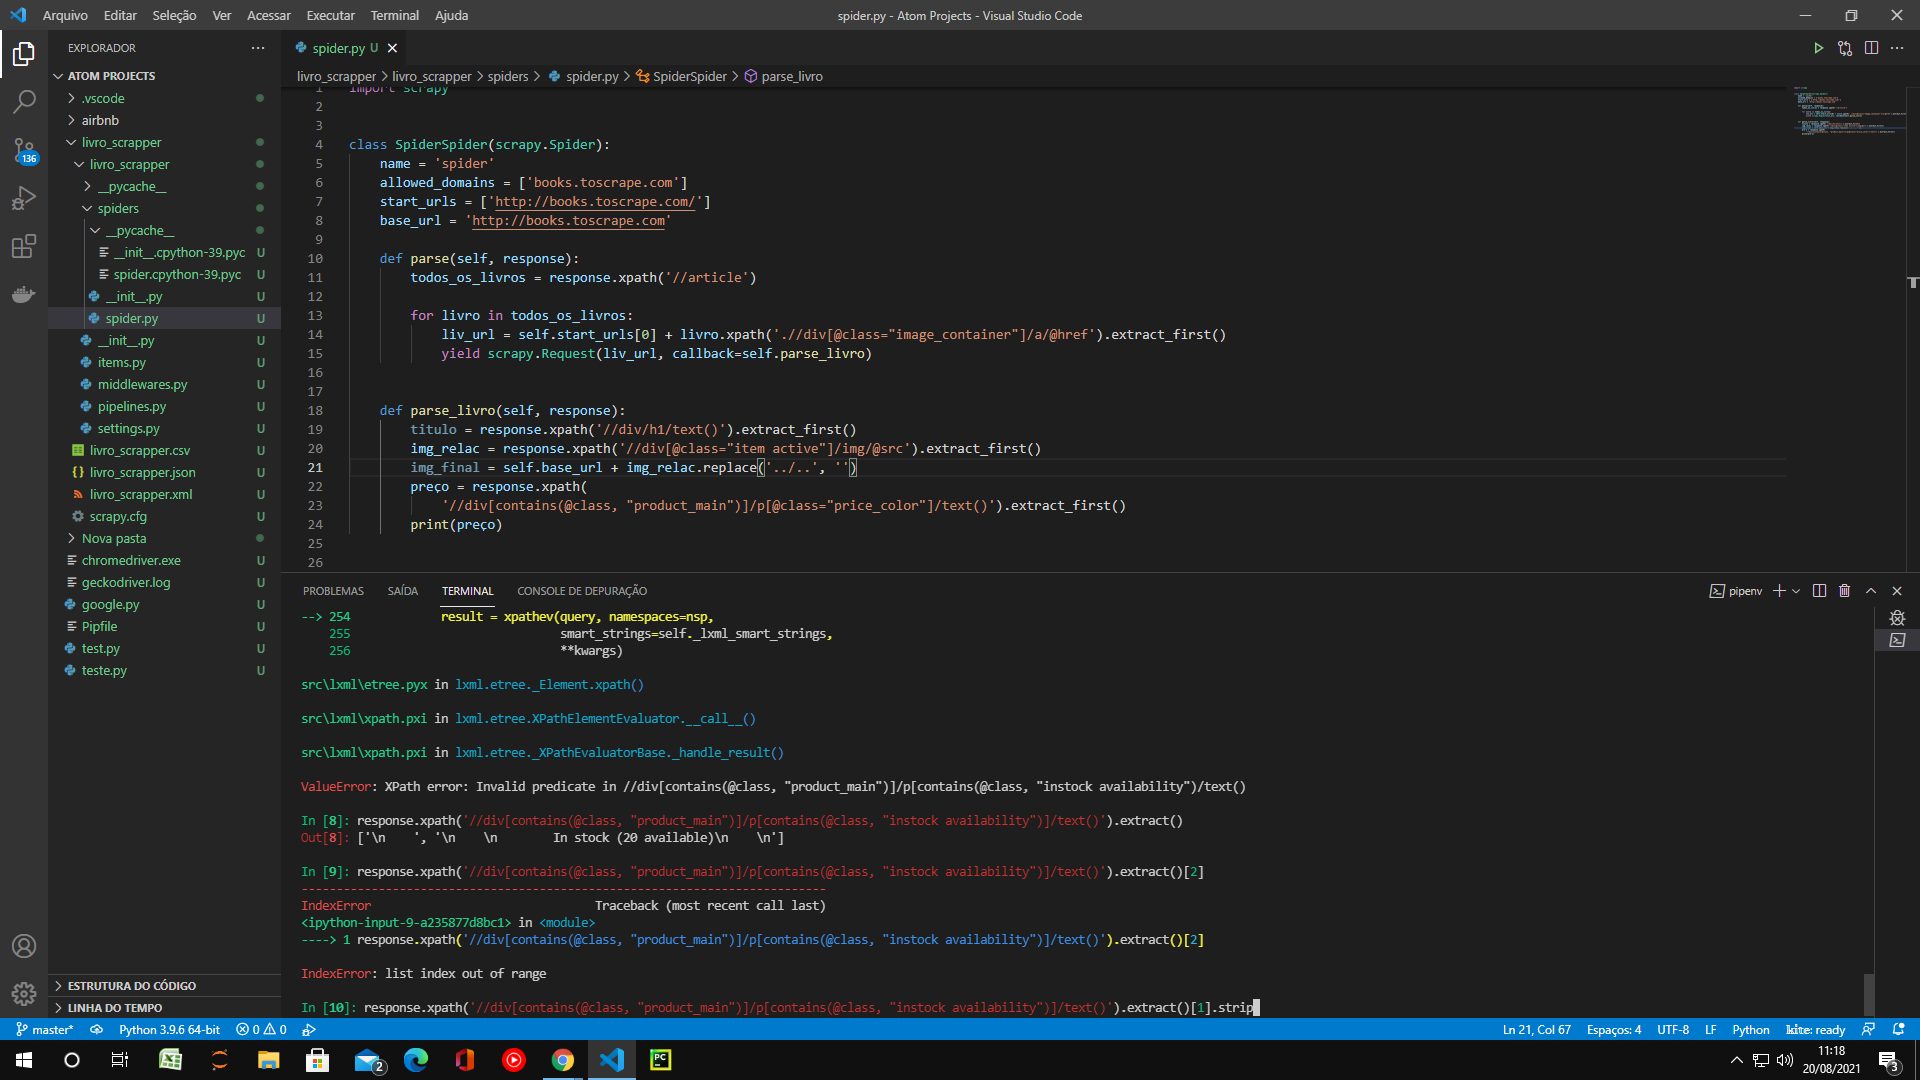 Arquivo Editar Seleção Ver Acessar Executar Terminal Ajuda
spider.py - Atom Projects - Visual Studio Code
EXPLORADOR
ATOM PROJECTS
.vscode
airbnb
livro_scrapper
livro_scrapper
__pycache__
spiders
__pycache__
__init__.cpython-39.pyc U
spider.cpython-39.pyc U
__init__.py U
spider.py U
__init__.py U
items.py U
middlewares.py U
pipelines.py U
settings.py U
livro_scrapper.csv U
livro_scrapper.json U
livro_scrapper.xml U
scrapy.cfg U
Nova pasta
chromedriver.exe U
geckodriver.log U
google.py U
Pipfile U
test.py U
teste.py U
ESTRUTURA DO CÓDIGO
LINHA DO TEMPO
136
spider.py U
livro_scrapper > livro_scrapper > spiders > spider.py > SpiderSpider > parse_livro
1 import scrapy
2
3
4 class SpiderSpider(scrapy.Spider):
5 name = 'spider'
6 allowed_domains = ['books.toscrape.com']
7 start_urls = ['http://books.toscrape.com/']
8 base_url = 'http://books.toscrape.com'
9
10 def parse(self, response):
11 todos_os_livros = response.xpath('//article')
12
13 for livro in todos_os_livros:
14 liv_url = self.start_urls[0] + livro.xpath('.//div[@class="image_container"]/a/@href').extract_first()
15 yield scrapy.Request(liv_url, callback=self.parse_livro)
16
17
18 def parse_livro(self, response):
19 titulo = response.xpath('//div/h1/text()').extract_first()
20 img_relac = response.xpath('//div[@class="item active"]/img/@src').extract_first()
21 img_final = self.base_url + img_relac.replace('../..', '')
22 preço = response.xpath(
23 '//div[contains(@class, "product_main")]/p[@class="price_color"]/text()').extract_first()
24 print(preço)
25
26
PROBLEMAS SAÍDA TERMINAL CONSOLE DE DEPURAÇÃO
pipenv
--> 254 result = xpathev(query, namespaces=nsp,
255 smart_strings=self._lxml_smart_strings,
256 **kwargs)
src\lxml\etree.pyx in lxml.etree._Element.xpath()
src\lxml\xpath.pxi in lxml.etree.XPathElementEvaluator.__call__()
src\lxml\xpath.pxi in lxml.etree._XPathEvaluatorBase._handle_result()
ValueError: XPath error: Invalid predicate in //div[contains(@class, "product_main")]/p[contains(@class, "instock availability")/text()
In [8]: response.xpath('//div[contains(@class, "product_main")]/p[contains(@class, "instock availability")]/text()').extract()
Out[8]: ['\n    ', '\n    \n        In stock (20 available)\n    \n']
In [9]: response.xpath('//div[contains(@class, "product_main")]/p[contains(@class, "instock availability")]/text()').extract()[2]
---------------------------------------------------------------------------
IndexError Traceback (most recent call last)
<ipython-input-9-a235877d8bc1> in <module>
----> 1 response.xpath('//div[contains(@class, "product_main")]/p[contains(@class, "instock availability")]/text()').extract()[2]
IndexError: list index out of range
In [10]: response.xpath('//div[contains(@class, "product_main")]/p[contains(@class, "instock availability")]/text()').extract()[1].strip
master* Python 3.9.6 64-bit 0 0
Ln 21, Col 67 Espaços: 4 UTF-8 LF Python kite: ready
2
PC
11:18
20/08/2021
3